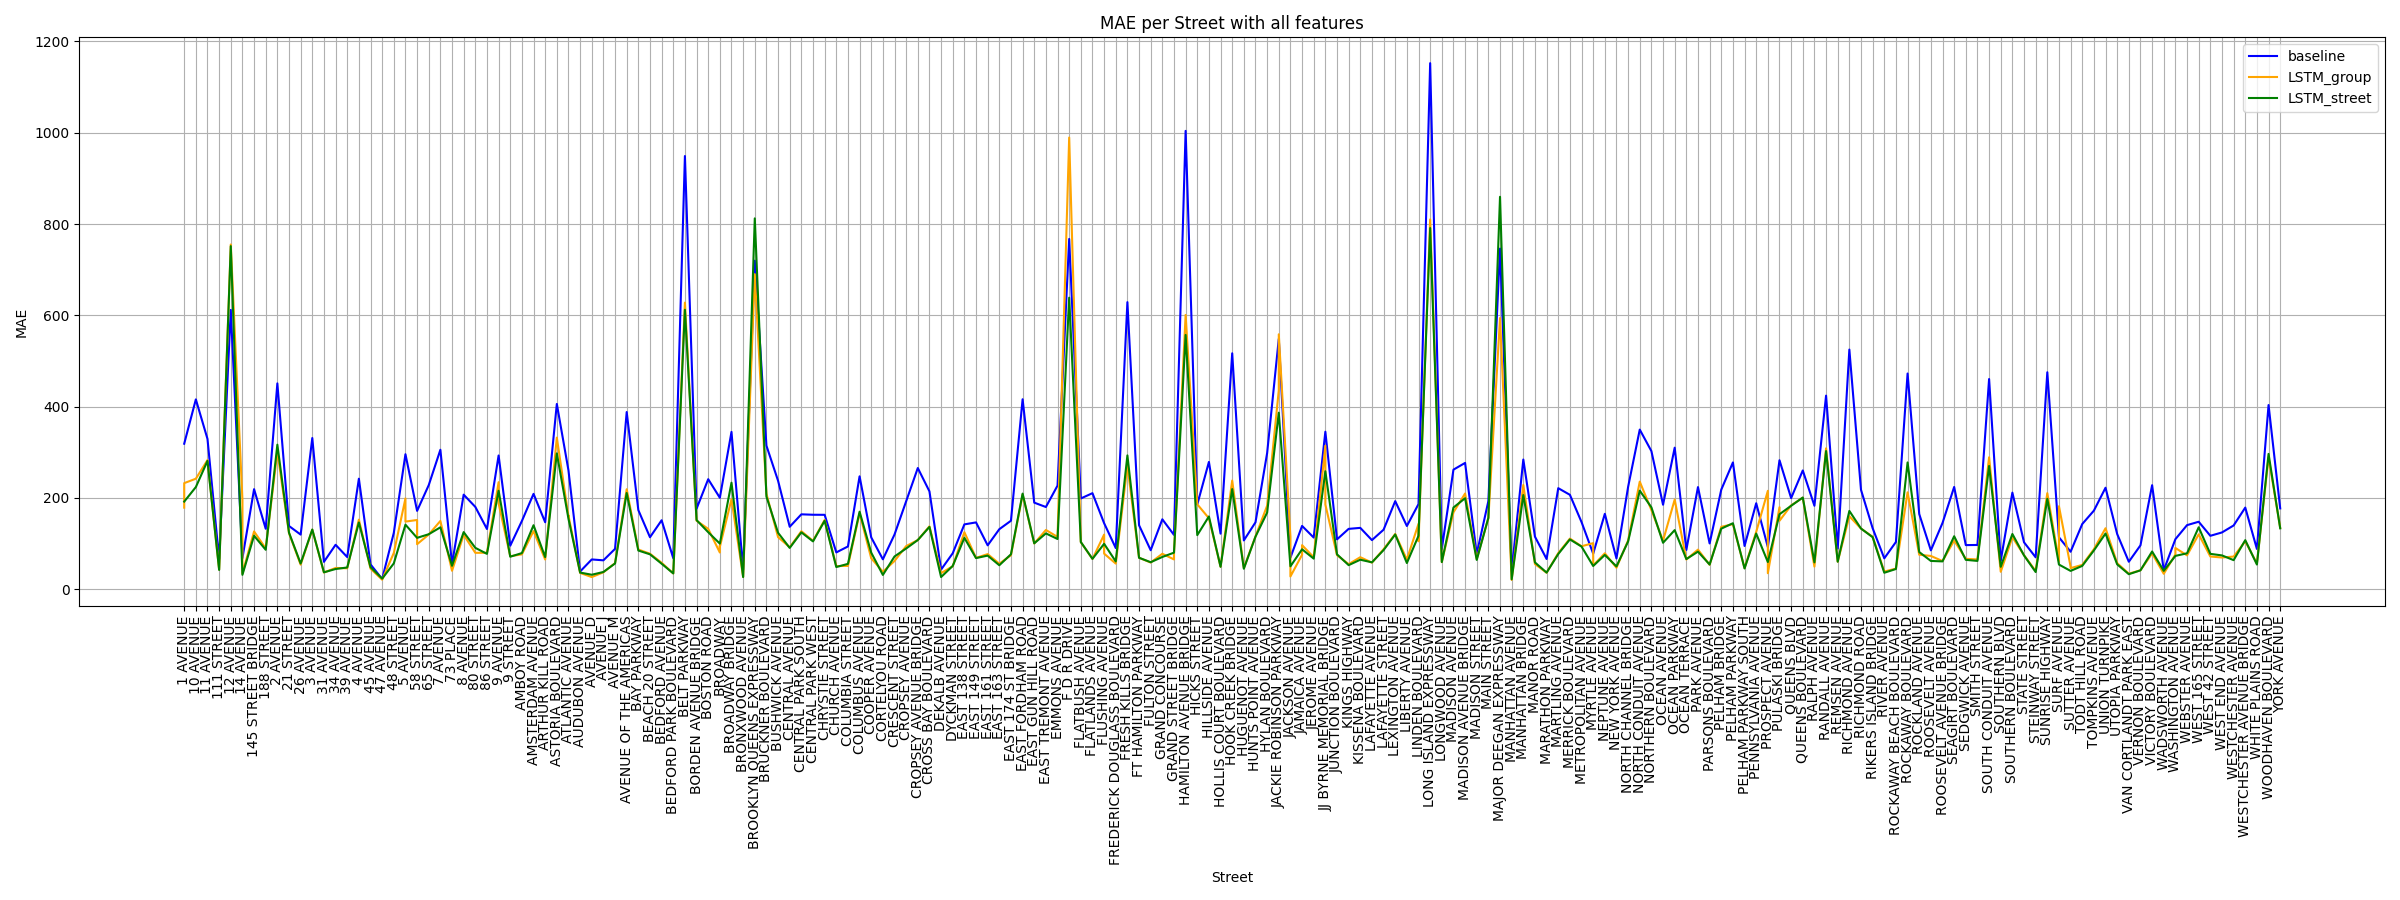 MAE per Street with all features
baseline
LSTM_group
LSTM_street
1200
1000
800
600
400
200
0
MAE
1 AVENUE
10 AVENUE
11 AVENUE
111 STREET
12 AVENUE
14 AVENUE
145 STREET BRIDGE
188 STREET
2 AVENUE
21 STREET
26 AVENUE
3 AVENUE
31 AVENUE
34 AVENUE
39 AVENUE
4 AVENUE
45 AVENUE
47 AVENUE
48 STREET
5 AVENUE
58 STREET
65 STREET
7 AVENUE
73 PLACE
8 AVENUE
80 STREET
86 STREET
9 AVENUE
9 STREET
AMBOY ROAD
AMSTERDAM AVENUE
ARTHUR KILL ROAD
ASTORIA BOULEVARD
ATLANTIC AVENUE
AUDUBON AVENUE
AVENUE D
AVENUE J
AVENUE M
AVENUE OF THE AMERICAS
BAY PARKWAY
BEACH 20 STREET
BEDFORD AVENUE
BEDFORD PARK BOULEVARD
BELT PARKWAY
BORDEN AVENUE BRIDGE
BOSTON ROAD
BROADWAY
BROADWAY BRIDGE
BRONXWOOD AVENUE
BROOKLYN QUEENS EXPRESSWAY
BRUCKNER BOULEVARD
BUSHWICK AVENUE
CENTRAL AVENUE
CENTRAL PARK SOUTH
CENTRAL PARK WEST
CHRYSTIE STREET
CHURCH AVENUE
COLUMBIA STREET
COLUMBUS AVENUE
COOPER AVENUE
CORTELYOU ROAD
CRESCENT STREET
CROPSEY AVENUE
CROPSEY AVENUE BRIDGE
CROSS BAY BOULEVARD
DEKALB AVENUE
DYCKMAN STREET
EAST 138 STREET
EAST 149 STREET
EAST 161 STREET
EAST 163 STREET
EAST 174 ST BRIDGE
EAST FORDHAM ROAD
EAST GUN HILL ROAD
EAST TREMONT AVENUE
EMMONS AVENUE
F D R DRIVE
FLATBUSH AVENUE
FLATLANDS AVENUE
FLUSHING AVENUE
FREDERICK DOUGLASS BOULEVARD
FRESH KILLS BRIDGE
FT HAMILTON PARKWAY
FULTON STREET
GRAND CONCOURSE
GRAND STREET BRIDGE
HAMILTON AVENUE BRIDGE
HICKS STREET
HILLSIDE AVENUE
HOLLIS COURT BOULEVARD
HOOK CREEK BRIDGE
HUGUENOT AVENUE
HUNTS POINT AVENUE
HYLAN BOULEVARD
JACKIE ROBINSON PARKWAY
JACKSON AVENUE
JAMAICA AVENUE
JEROME AVENUE
JJ BYRNE MEMORIAL BRIDGE
JUNCTION BOULEVARD
KINGS HIGHWAY
KISSENA BOULEVARD
LAFAYETTE AVENUE
LAFAYETTE STREET
LEXINGTON AVENUE
LIBERTY AVENUE
LINDEN BOULEVARD
LONG ISLAND EXPRESSWAY
LONGWOOD AVENUE
MADISON AVENUE
MADISON AVENUE BRIDGE
MADISON STREET
MAIN STREET
MAJOR DEEGAN EXPRESSWAY
MANHATTAN AVENUE
MANHATTAN BRIDGE
MANOR ROAD
MARATHON PARKWAY
MARTLING AVENUE
MERRICK BOULEVARD
METROPOLITAN AVENUE
MYRTLE AVENUE
NEPTUNE AVENUE
NEW YORK AVENUE
NORTH CHANNEL BRIDGE
NORTH CONDUIT AVENUE
NORTHERN BOULEVARD
OCEAN AVENUE
OCEAN PARKWAY
OCEAN TERRACE
PARK AVENUE
PARSONS BOULEVARD
PELHAM BRIDGE
PELHAM PARKWAY
PELHAM PARKWAY SOUTH
PENNSYLVANIA AVENUE
PROSPECT AVENUE
PULASKI BRIDGE
QUEENS BLVD
QUEENS BOULEVARD
RALPH AVENUE
RANDALL AVENUE
REMSEN AVENUE
RICHMOND AVENUE
RICHMOND ROAD
RIKERS ISLAND BRIDGE
RIVER AVENUE
ROCKAWAY BEACH BOULEVARD
ROCKAWAY BOULEVARD
ROCKLAND AVENUE
ROOSEVELT AVENUE
ROOSEVELT AVENUE BRIDGE
SEAGIRT BOULEVARD
SEDGWICK AVENUE
SMITH STREET
SOUTH CONDUIT AVENUE
SOUTHERN BLVD
SOUTHERN BOULEVARD
STATE STREET
STEINWAY STREET
SUNRISE HIGHWAY
SURF AVENUE
SUTTER AVENUE
TODT HILL ROAD
TOMPKINS AVENUE
UNION TURNPIKE
UTOPIA PARKWAY
VAN CORTLANDT PARK EAST
VERNON BOULEVARD
VICTORY BOULEVARD
WADSWORTH AVENUE
WASHINGTON AVENUE
WEBSTER AVENUE
WEST 165 STREET
WEST 42 STREET
WEST END AVENUE
WESTCHESTER AVENUE
WESTCHESTER AVENUE BRIDGE
WHITE PLAINS ROAD
WOODHAVEN BOULEVARD
YORK AVENUE
Street